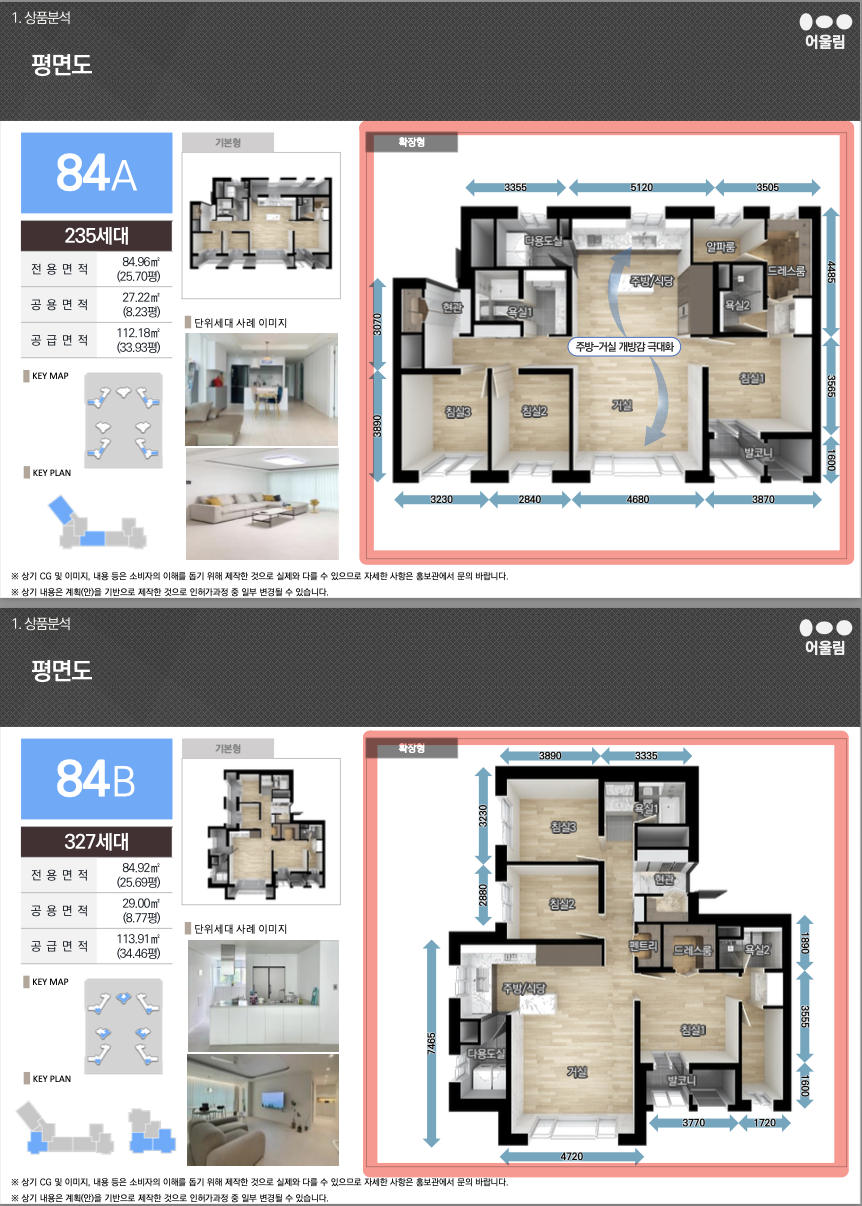 1. 상품분석
어울림
평면도
84A
235세대
전용면적 84.96㎡ (25.70평)
공용면적 27.22㎡ (8.23평)
공급면적 112.18㎡ (33.93평)
KEY MAP
KEY PLAN
기본형
단위세대 사례 이미지
확장형
3355 5120 3505
다용도실
알파룸
주방/식당
드레스룸
4485
현관
욕실1
욕실2
3070
주방-거실 개방감 극대화
침실1
3565
침실3
침실2
거실
3890
발코니
1600
3230 2840 4680 3870
※ 상기 CG 및 이미지, 내용 등은 소비자의 이해를 돕기 위해 제작한 것으로 실제와 다를 수 있으므로 자세한 사항은 홍보관에서 문의 바랍니다.
※ 상기 내용은 계획(안)을 기반으로 제작한 것으로 인허가과정 중 일부 변경될 수 있습니다.
1. 상품분석
어울림
평면도
84B
327세대
전용면적 84.92㎡ (25.69평)
공용면적 29.00㎡ (8.77평)
공급면적 113.91㎡ (34.46평)
KEY MAP
KEY PLAN
기본형
단위세대 사례 이미지
확장형
3890 3335
욕실1
3230
침실3
현관
2880
침실2
펜트리
드레스룸
욕실2
1890
주방/식당
3555
침실1
7465
다용도실
거실
발코니
1600
3770 1720
4720
※ 상기 CG 및 이미지, 내용 등은 소비자의 이해를 돕기 위해 제작한 것으로 실제와 다를 수 있으므로 자세한 사항은 홍보관에서 문의 바랍니다.
※ 상기 내용은 계획(안)을 기반으로 제작한 것으로 인허가과정 중 일부 변경될 수 있습니다.